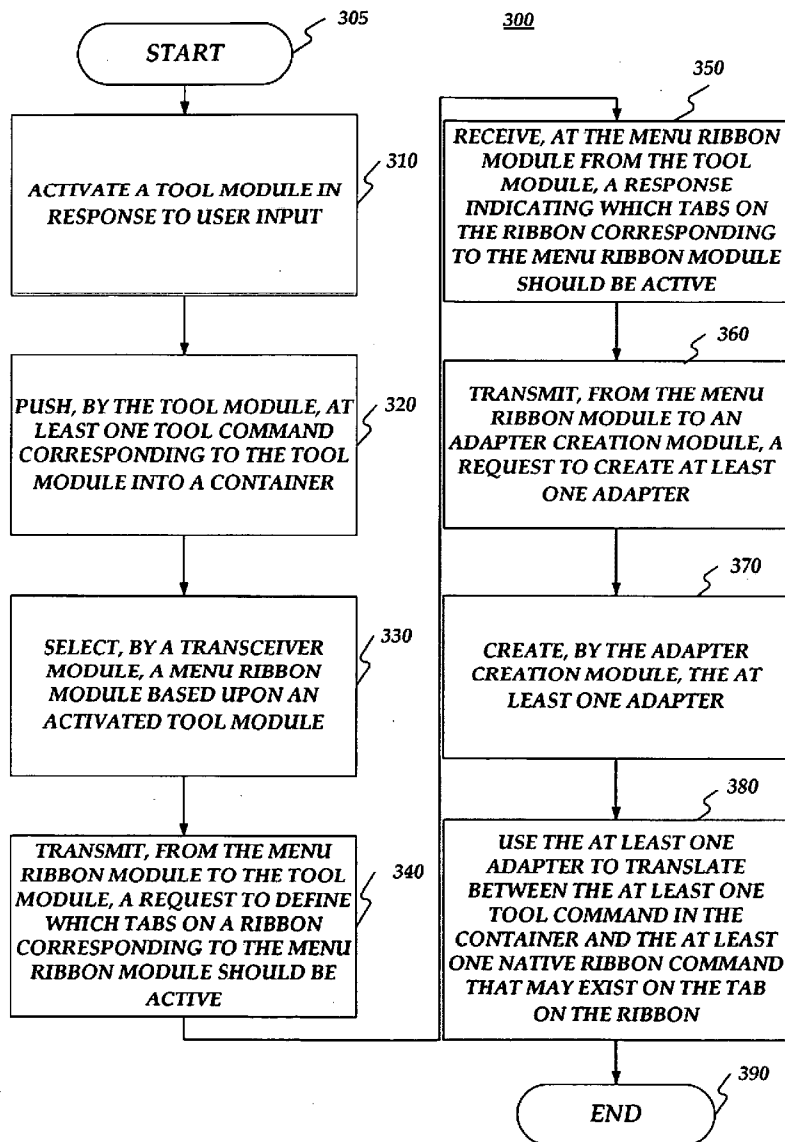 300
START
305
ACTIVATE A TOOL MODULE IN
RESPONSE TO USER INPUT
310
PUSH, BY THE TOOL MODULE, AT
LEAST ONE TOOL COMMAND
CORRESPONDING TO THE TOOL
MODULE INTO A CONTAINER
320
SELECT, BY A TRANSCEIVER
MODULE, A MENU RIBBON
MODULE BASED UPON AN
ACTIVATED TOOL MODULE
330
TRANSMIT, FROM THE MENU
RIBBON MODULE TO THE TOOL
MODULE, A REQUEST TO DEFINE
WHICH TABS ON A RIBBON
CORRESPONDING TO THE MENU
RIBBON MODULE SHOULD BE
ACTIVE
340
RECEIVE, AT THE MENU RIBBON
MODULE FROM THE TOOL
MODULE, A RESPONSE
INDICATING WHICH TABS ON
THE RIBBON CORRESPONDING
TO THE MENU RIBBON MODULE
SHOULD BE ACTIVE
350
TRANSMIT, FROM THE MENU
RIBBON MODULE TO AN
ADAPTER CREATION MODULE, A
REQUEST TO CREATE AT LEAST
ONE ADAPTER
360
CREATE, BY THE ADAPTER
CREATION MODULE, THE AT
LEAST ONE ADAPTER
370
USE THE AT LEAST ONE
ADAPTER TO TRANSLATE
BETWEEN THE AT LEAST ONE
TOOL COMMAND IN THE
CONTAINER AND THE AT LEAST
ONE NATIVE RIBBON COMMAND
THAT MAY EXIST ON THE TAB
ON THE RIBBON
380
END
390